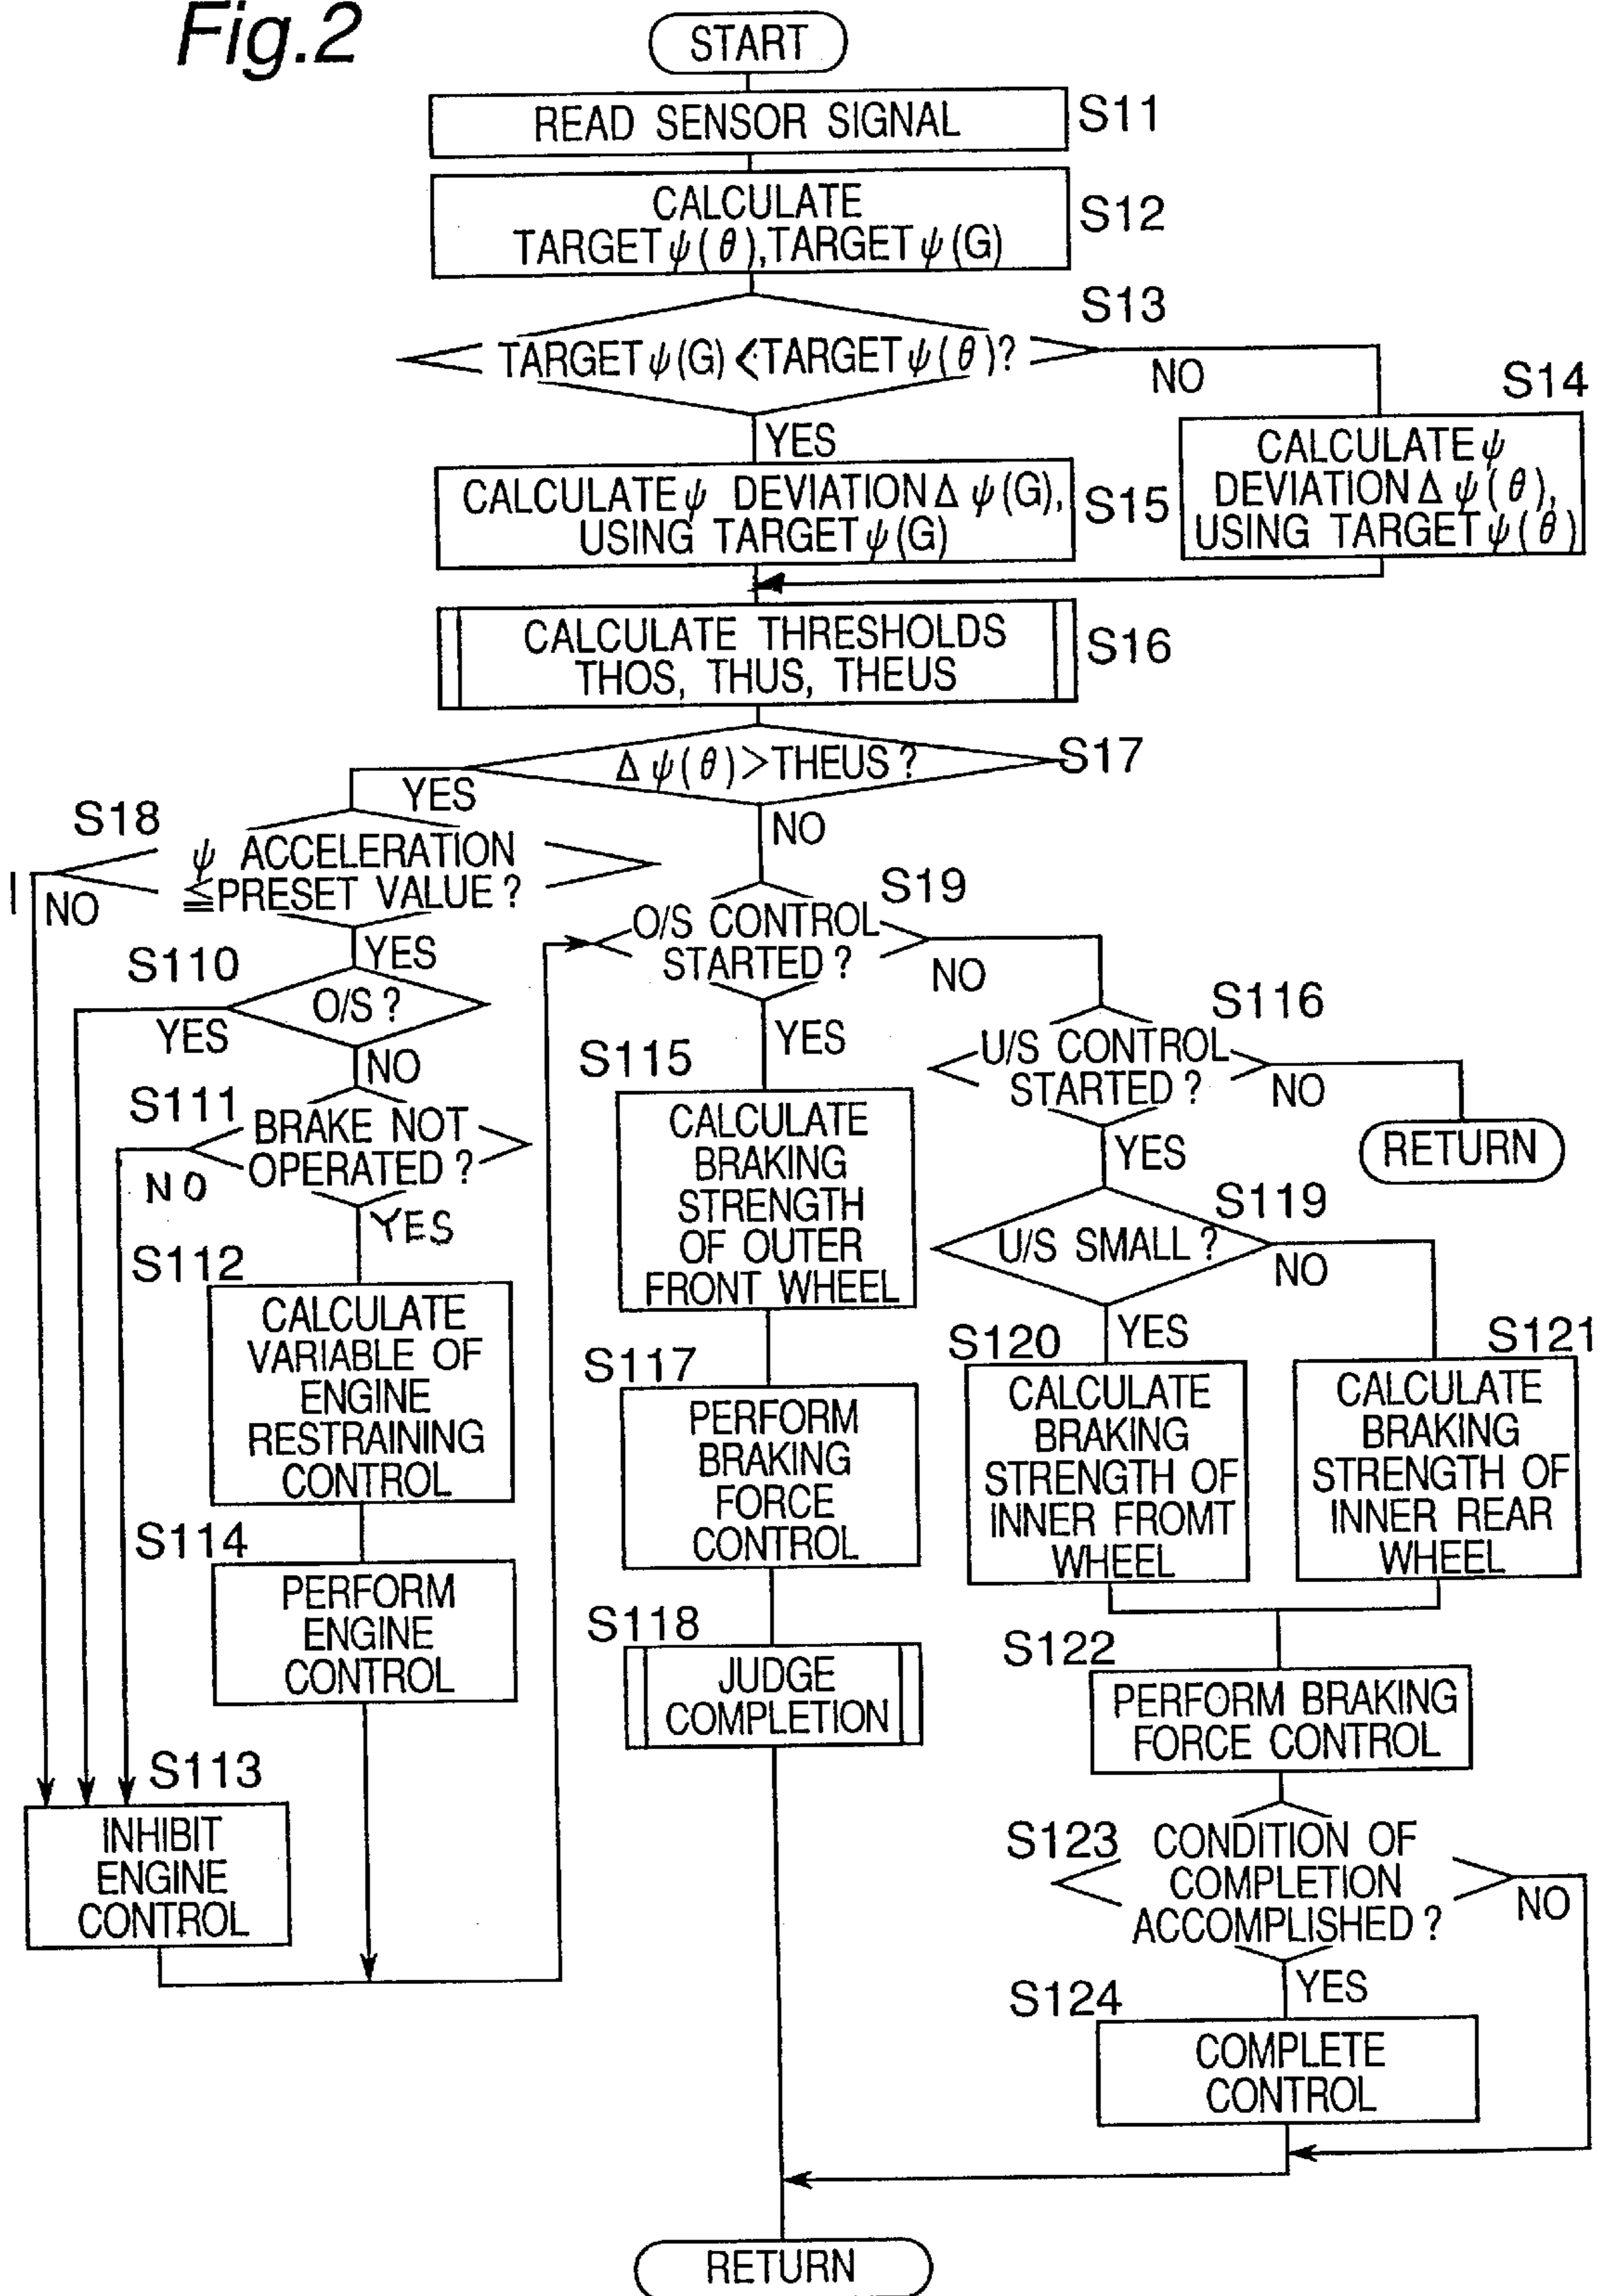 Fig.2
START
READ SENSOR SIGNAL
S11
CALCULATE
TARGET ψ(θ), TARGET ψ(G)
S12
S13
TARGET ψ(G) < TARGET ψ(θ)?
NO
YES
S14
CALCULATE ψ
DEVIATION Δ ψ(θ),
USING TARGET ψ(θ)
CALCULATE ψ DEVIATION Δ ψ(G),
USING TARGET ψ(G)
S15
CALCULATE THRESHOLDS
THOS, THUS, THEUS
S16
Δ ψ(θ) > THEUS ?
S17
YES
NO
S18
ψ ACCELERATION
≦PRESET VALUE ?
NO
YES
S19
O/S CONTROL
STARTED ?
NO
YES
S110
O/S ?
YES
NO
S111
BRAKE NOT
OPERATED ?
NO
YES
S112
CALCULATE
VARIABLE OF
ENGINE
RESTRAINING
CONTROL
S114
PERFORM
ENGINE
CONTROL
S113
INHIBIT
ENGINE
CONTROL
S115
CALCULATE
BRAKING
STRENGTH
OF OUTER
FRONT WHEEL
S117
PERFORM
BRAKING
FORCE
CONTROL
S118
JUDGE
COMPLETION
S116
U/S CONTROL
STARTED ?
NO
RETURN
YES
S119
U/S SMALL ?
NO
YES
S120
CALCULATE
BRAKING
STRENGTH OF
INNER FROMT
WHEEL
S121
CALCULATE
BRAKING
STRENGTH OF
INNER REAR
WHEEL
S122
PERFORM BRAKING
FORCE CONTROL
S123
CONDITION OF
COMPLETION
ACCOMPLISHED ?
NO
YES
S124
COMPLETE
CONTROL
RETURN